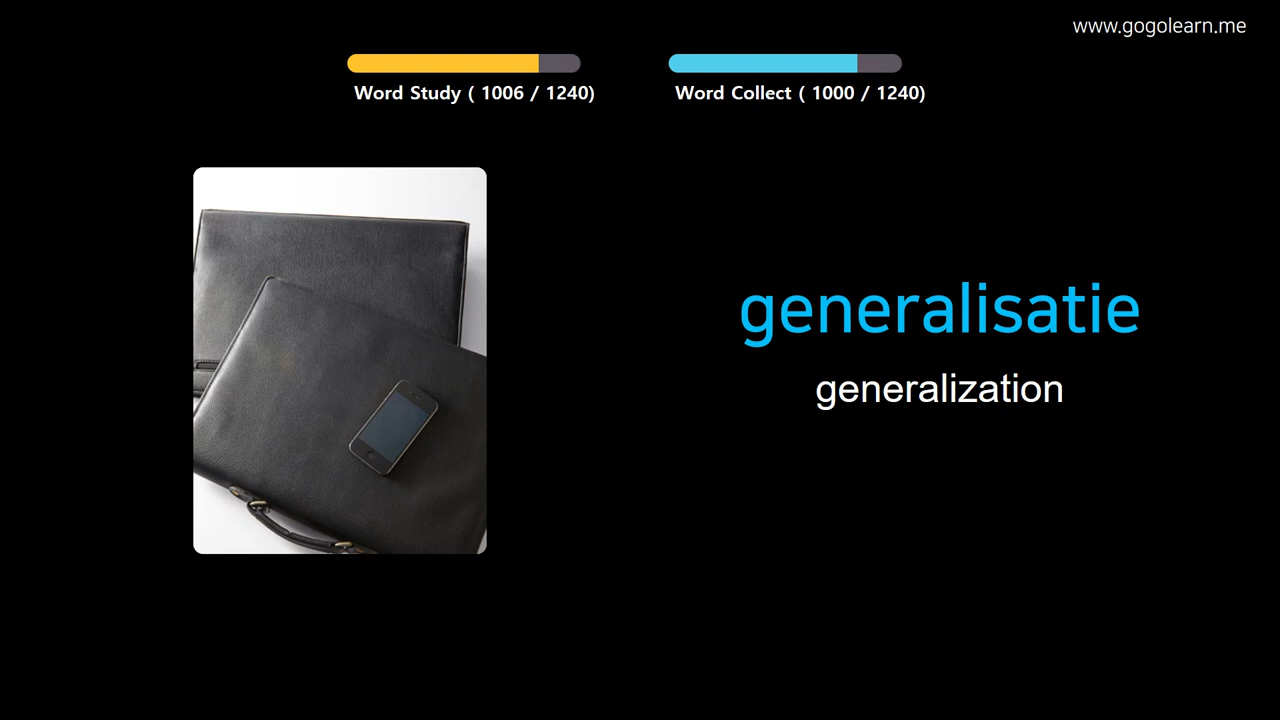 www.gogolearn.me
Word Study ( 1006 / 1240)
Word Collect ( 1000 / 1240)
generalisatie
generalization